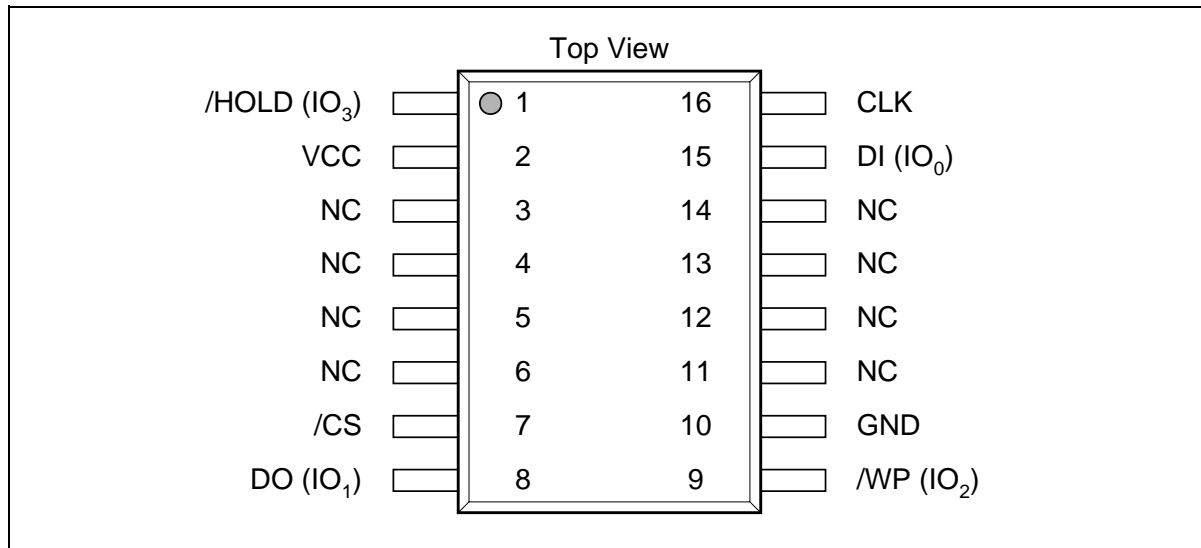 Top View
/HOLD (IO3) 1 16 CLK
VCC 2 15 DI (IO0)
NC 3 14 NC
NC 4 13 NC
NC 5 12 NC
NC 6 11 NC
/CS 7 10 GND
DO (IO1) 8 9 /WP (IO2)